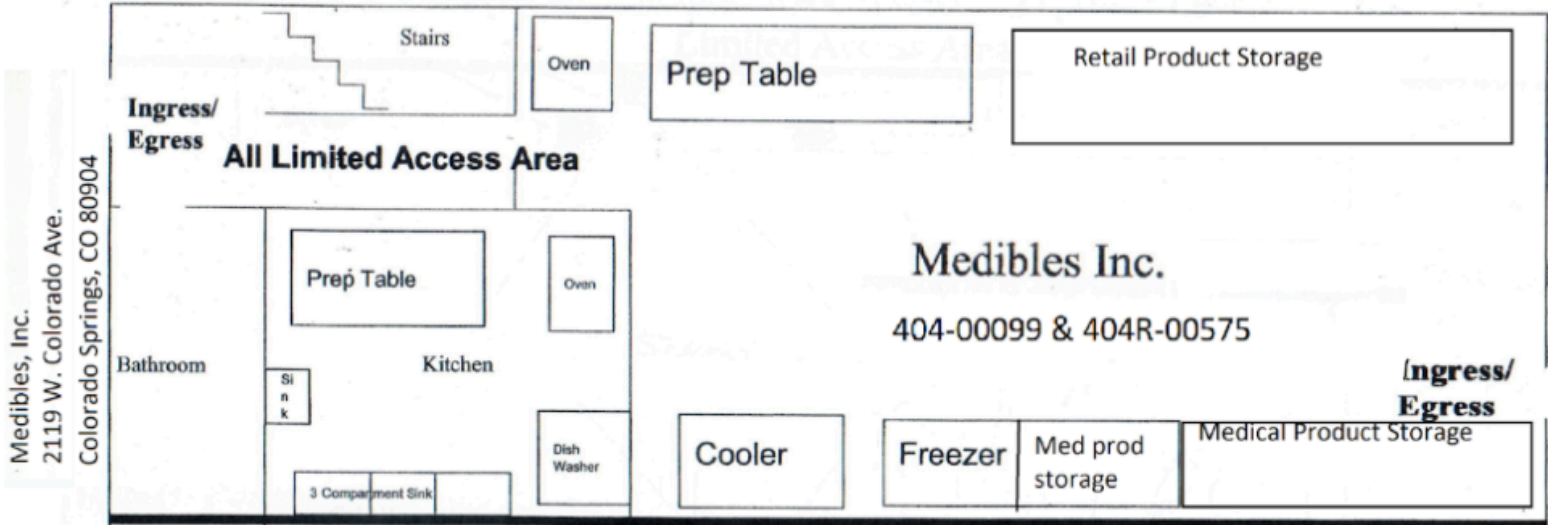 Medibles, Inc.
2119 W. Colorado Ave.
Colorado Springs, CO 80904
Stairs
Oven
Prep Table
Retail Product Storage
Ingress/
Egress
All Limited Access Area
Prep Table
Oven
Medibles Inc.
404-00099 & 404R-00575
Bathroom
Kitchen
Si
n
k
Ingress/
Egress
Dish
Washer
Cooler
Freezer
Med prod
storage
Medical Product Storage
3 Compartment Sink